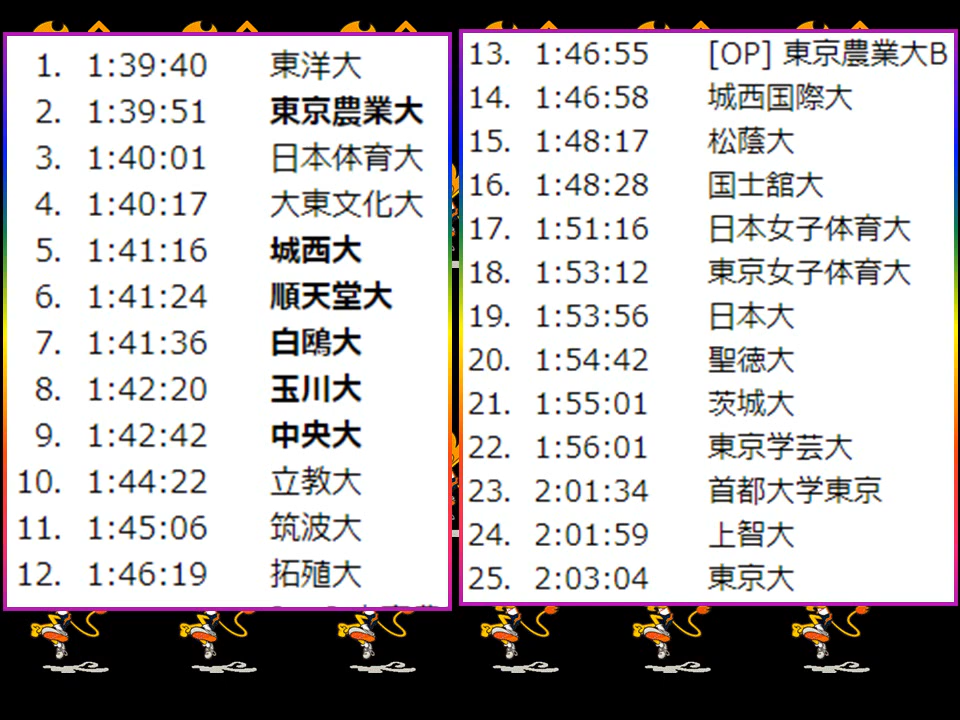 1. 1:39:40 東洋大
2. 1:39:51 東京農業大
3. 1:40:01 日本体育大
4. 1:40:17 大東文化大
5. 1:41:16 城西大
6. 1:41:24 順天堂大
7. 1:41:36 白鴎大
8. 1:42:20 玉川大
9. 1:42:42 中央大
10. 1:44:22 立教大
11. 1:45:06 筑波大
12. 1:46:19 拓殖大
13. 1:46:55 [OP] 東京農業大B
14. 1:46:58 城西国際大
15. 1:48:17 松蔭大
16. 1:48:28 国士舘大
17. 1:51:16 日本女子体育大
18. 1:53:12 東京女子体育大
19. 1:53:56 日本大
20. 1:54:42 聖徳大
21. 1:55:01 茨城大
22. 1:56:01 東京学芸大
23. 2:01:34 首都大学東京
24. 2:01:59 上智大
25. 2:03:04 東京大